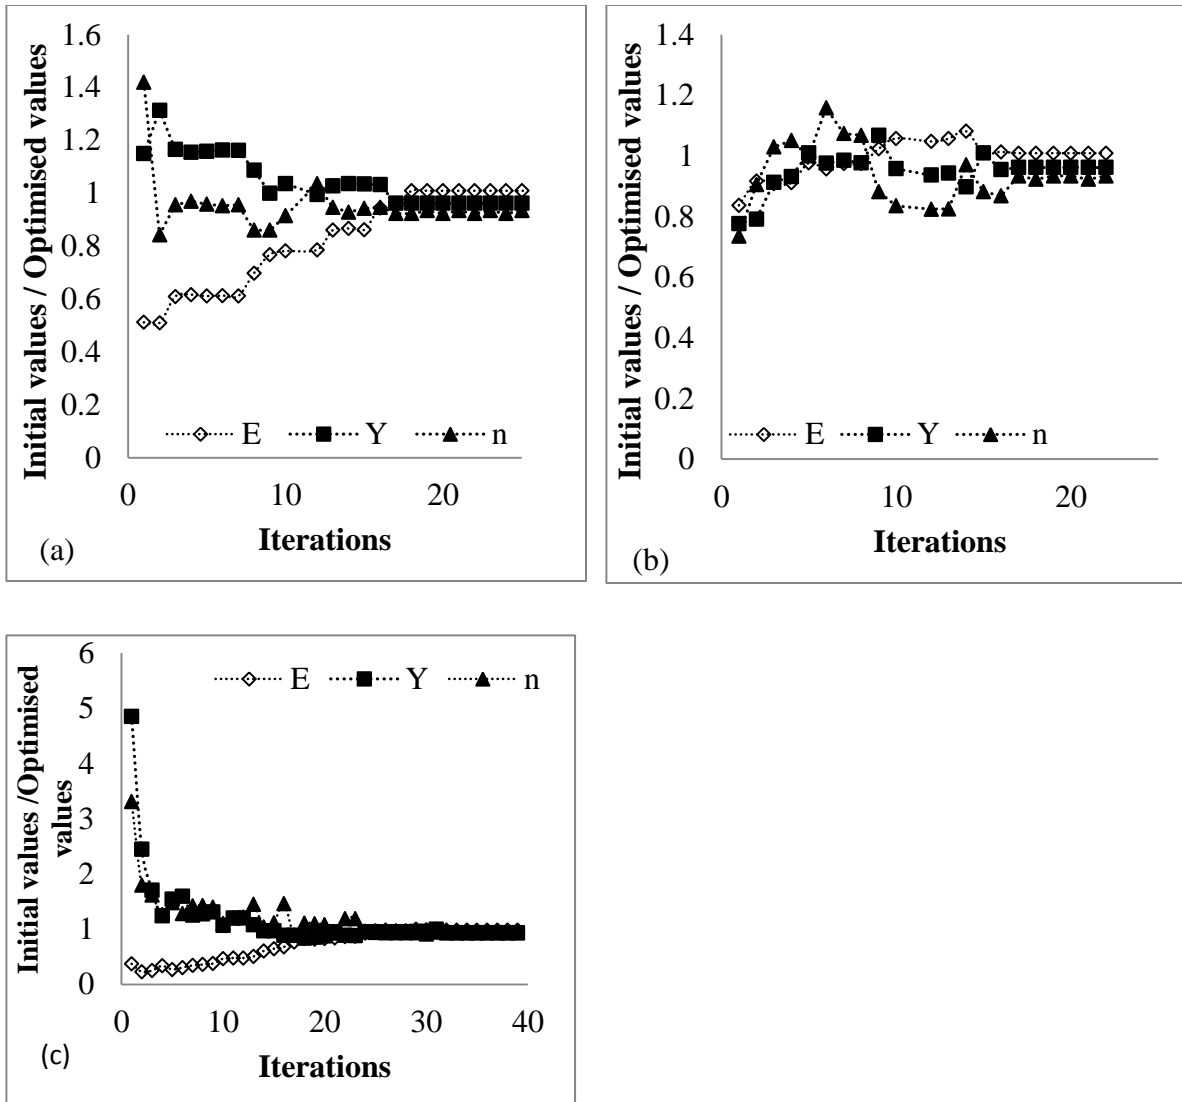 Initial values / Optimised values
1.6
1.4
1.2
1
0.8
0.6
0.4
0.2
0
E Y n
0 10 20
Iterations
(a)
Initial values / Optimised values
1.4
1.2
1
0.8
0.6
0.4
0.2
0
E Y n
0 10 20
Iterations
(b)
Initial values /Optimised
values
6
5
4
3
2
1
0
E Y n
0 10 20 30 40
Iterations
(c)